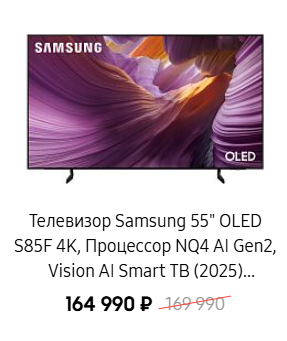 SAMSUNG
OLED
Телевизор Samsung 55" OLED
S85F 4K, Процессор NQ4 AI Gen2,
Vision AI Smart ТВ (2025)...
164 990 ₽ 169 990